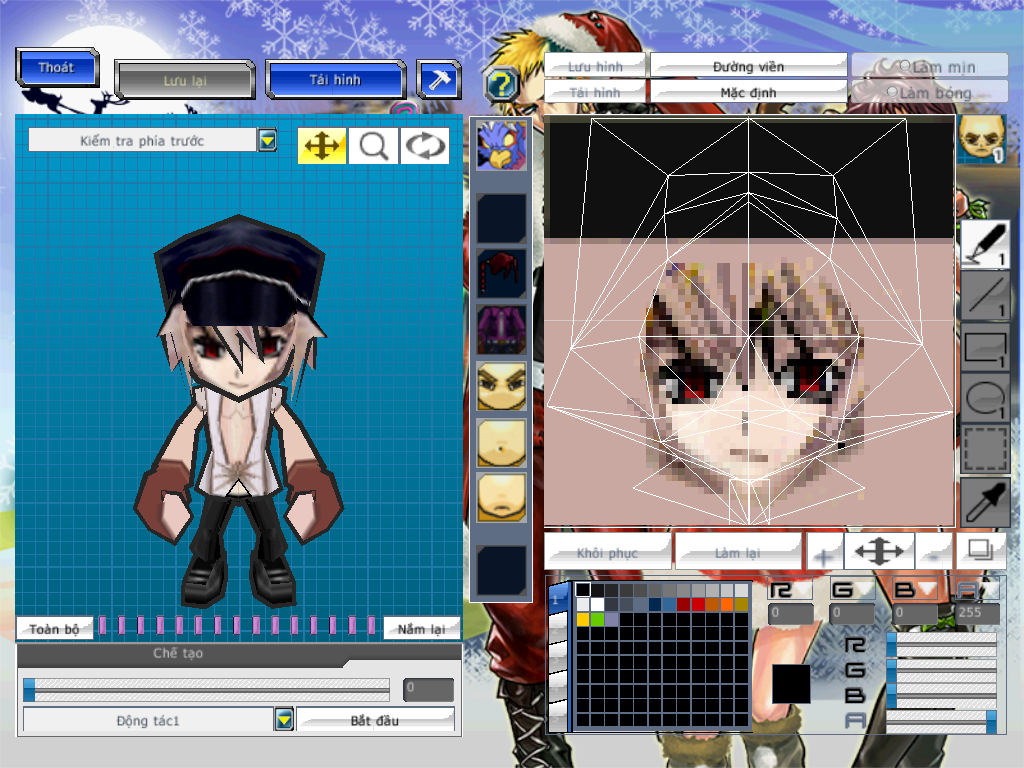 Thoát
Lưu lại
Tải hình
?
Lưu hình
Đường viền
Làm mịn
Tải hình
Mặc định
Làm bóng
Kiểm tra phía trước
1
1
1
1
1
Khôi phục
Làm lại
+
-
1
R
G
B
A
0
0
0
255
R
G
B
A
Toàn bộ
Nắm lại
Chế tạo
0
Động tác1
Bắt đầu